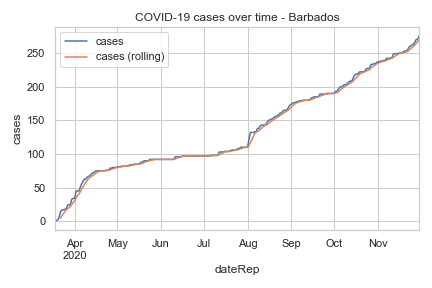 COVID-19 cases over time - Barbados
cases
cases (rolling)
cases
250
200
150
100
50
0
Apr
2020
May
Jun
Jul
Aug
Sep
Oct
Nov
dateRep